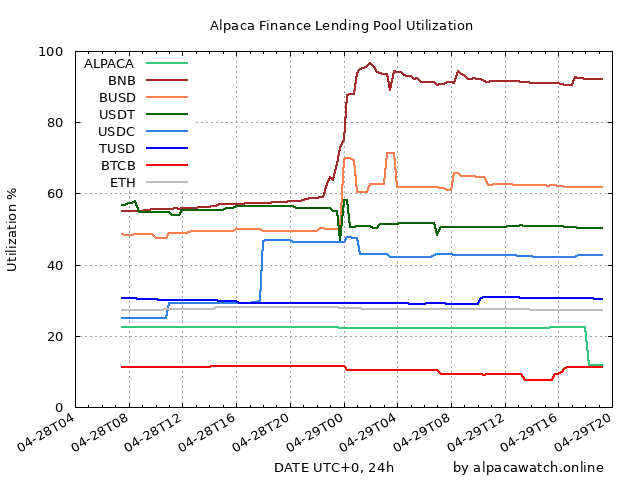 Alpaca Finance Lending Pool Utilization
100
80
60
40
20
0
Utilization %
ALPACA
BNB
BUSD
USDT
USDC
TUSD
BTCB
ETH
04-28T04
04-28T08
04-28T12
04-28T16
04-28T20
04-29T00
04-29T04
04-29T08
04-29T12
04-29T16
04-29T20
DATE UTC+0, 24h
by alpacawatch.online